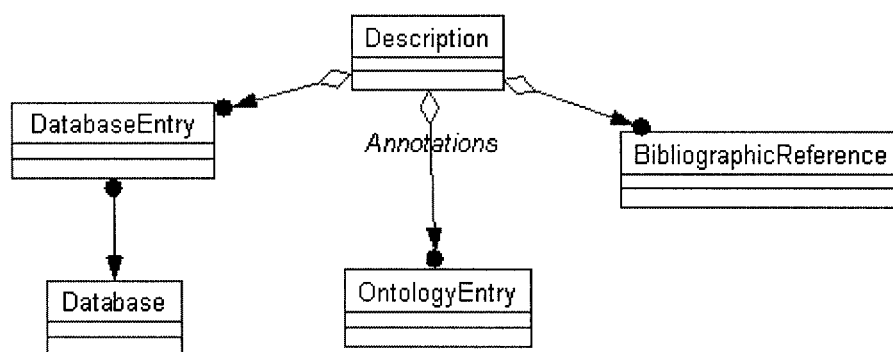 Description
DatabaseEntry
Annotations
BibliographicReference
Database
OntologyEntry